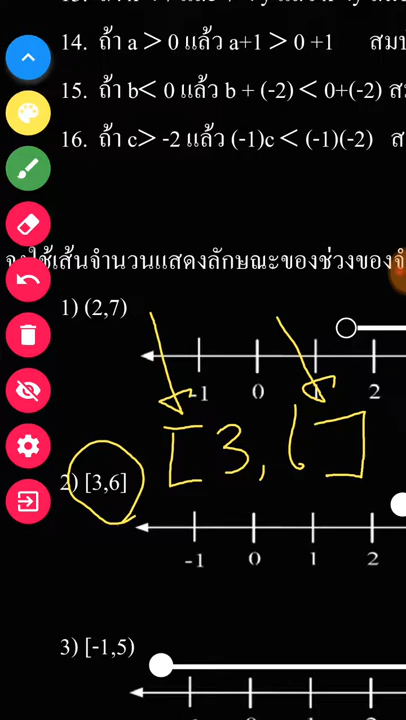 14. ถ้า a > 0 แล้ว a+1 > 0 +1
15. ถ้า b< 0 แล้ว b + (-2) < 0+(-2)
16. ถ้า c> -2 แล้ว (-1)c < (-1)(-2)
จงใช้เส้นจำนวนแสดงลักษณะของช่วงของ
1) (2,7)
-1 0 1 2
[3,6]
2) [3,6]
-1 0 1 2
3) [-1,5)